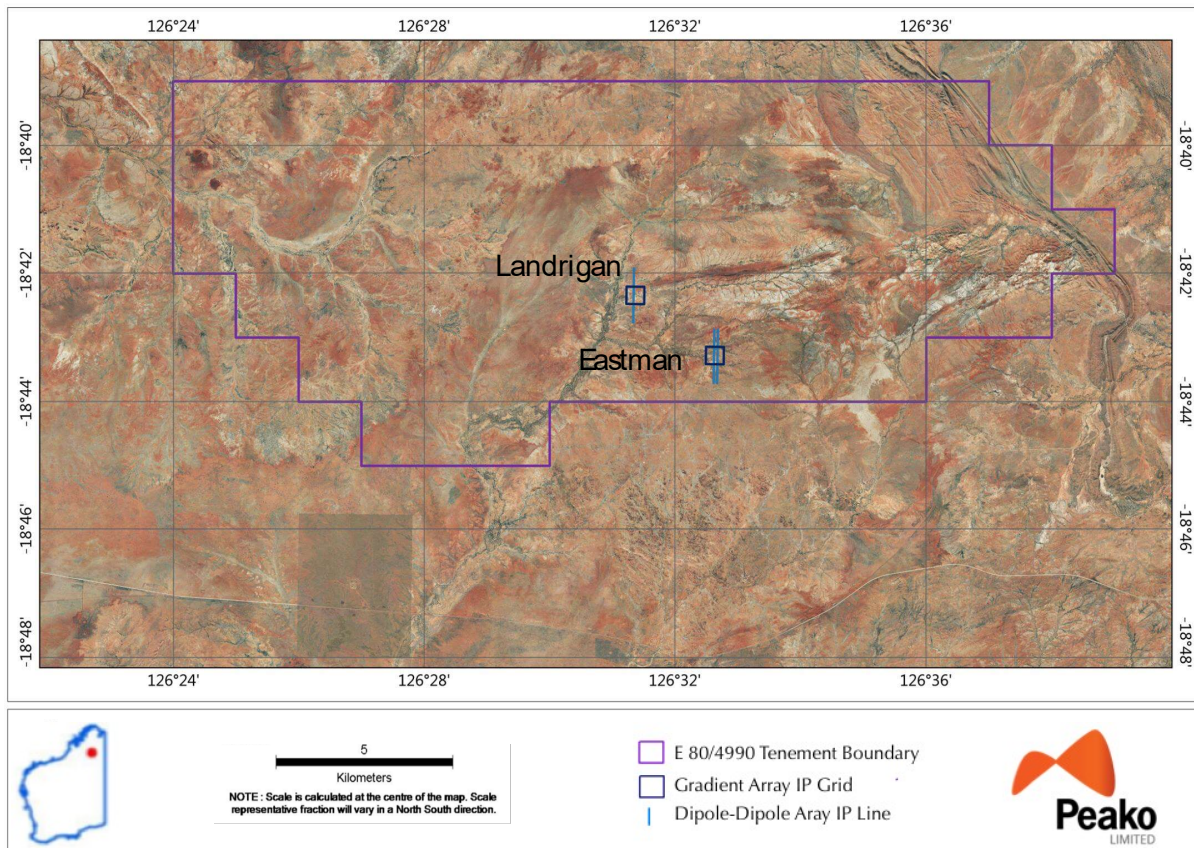 126°24'
126°28'
126°32'
126°36'
-18°40'
-18°40'
-18°42'
-18°42'
Landrigan
Eastman
-18°44'
-18°44'
-18°46'
-18°46'
-18°48'
-18°48'
126°24'
126°28'
126°32'
126°36'
5
Kilometers
NOTE : Scale is calculated at the centre of the map. Scale
representative fraction will vary in a North South direction.
E 80/4990 Tenement Boundary
Gradient Array IP Grid
Dipole-Dipole Aray IP Line
Peako
LIMITED